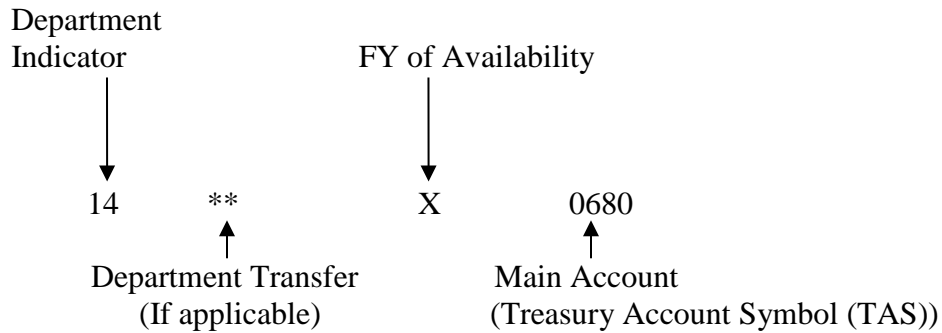 Department
Indicator FY of Availability
14 ** X 0680
Department Transfer Main Account
(If applicable) (Treasury Account Symbol (TAS))